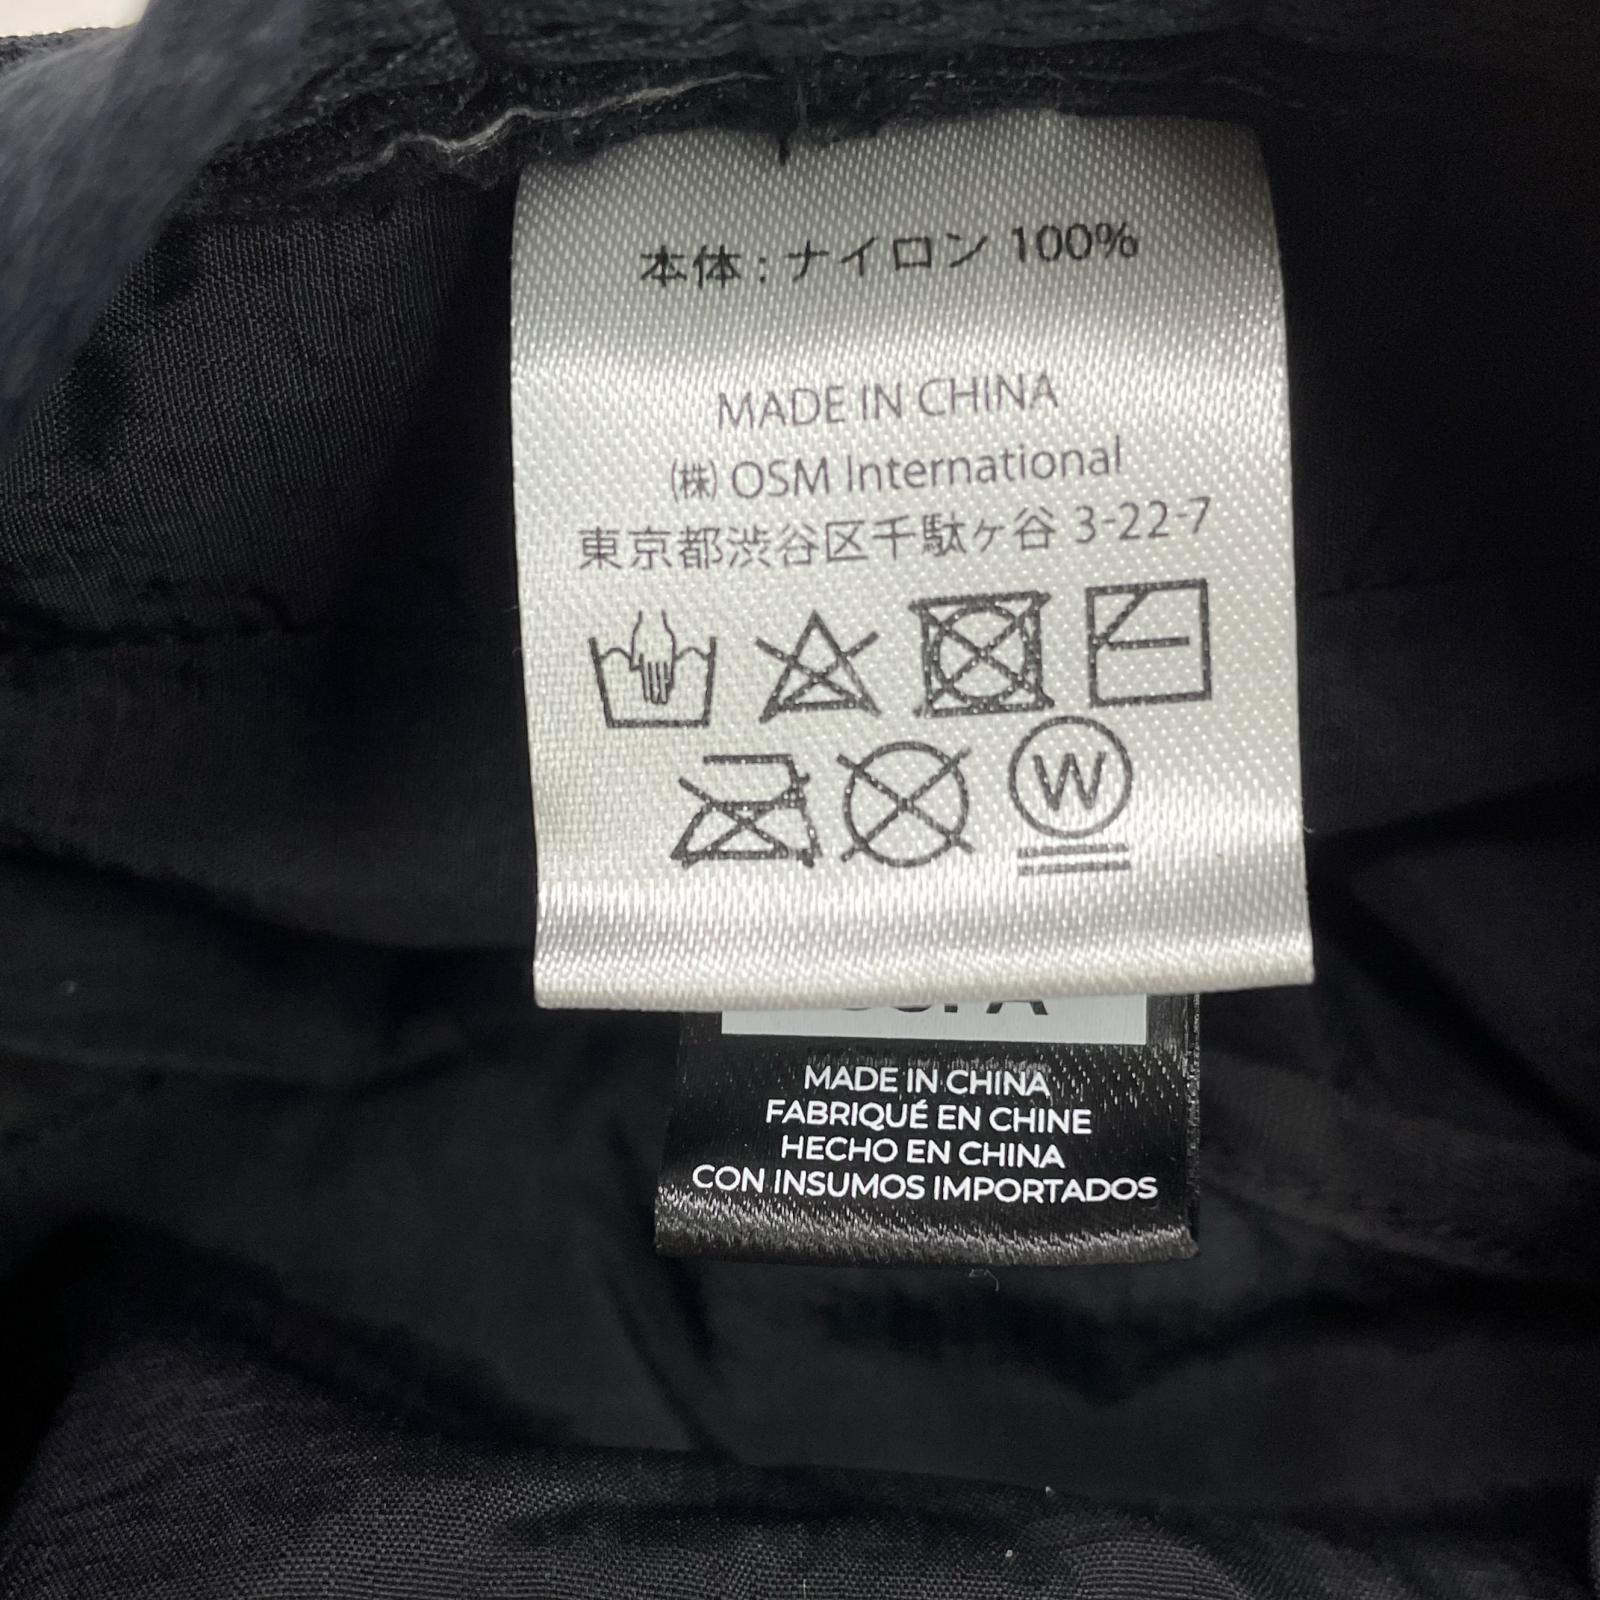 本体 : ナイロン 100%
MADE IN CHINA
㈱ OSM International
東京都渋谷区千駄ヶ谷 3-22-7
W
MADE IN CHINA
FABRIQUÉ EN CHINE
HECHO EN CHINA
CON INSUMOS IMPORTADOS